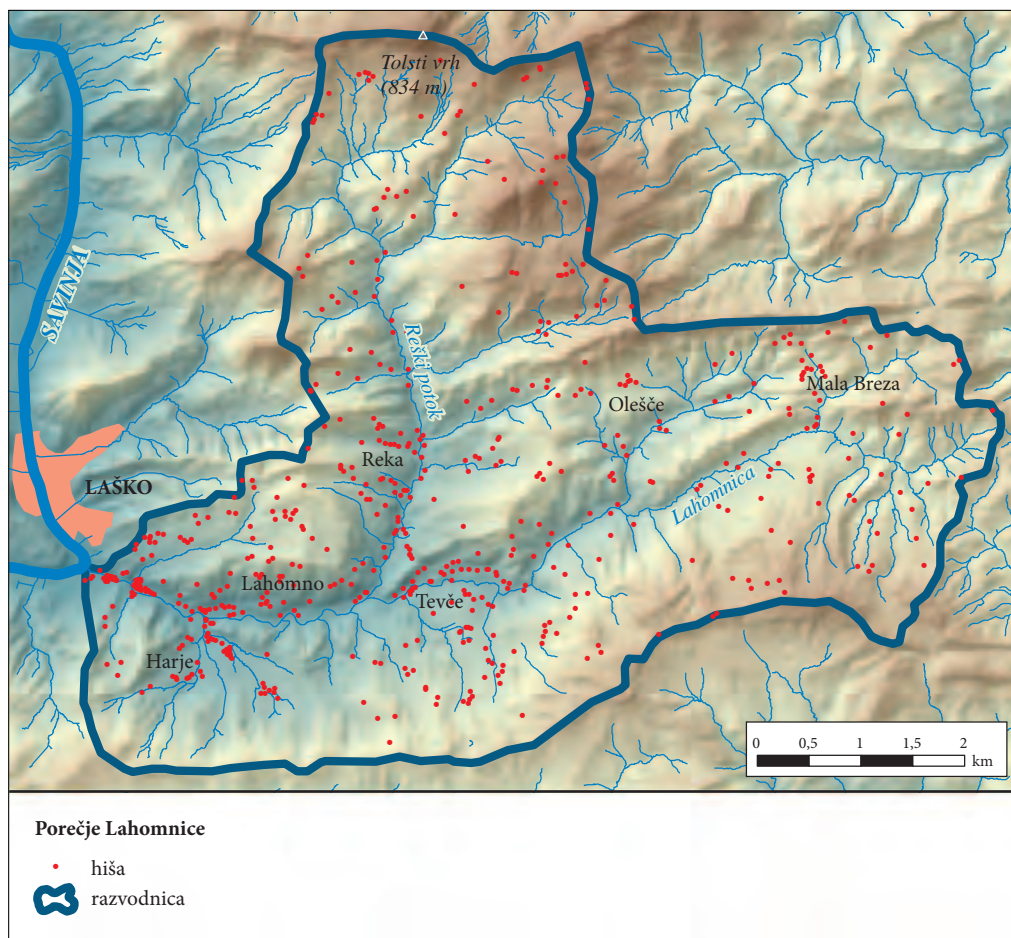 Tolsti vrh
(834 m)
SAVINJA
Reški potok
Mala Breza
Olešče
Reka
LAŠKO
Lahomnica
Lahomno
Tevče
Harje
0 0,5 1 1,5 2
km
Porečje Lahomnice
hiša
razvodnica